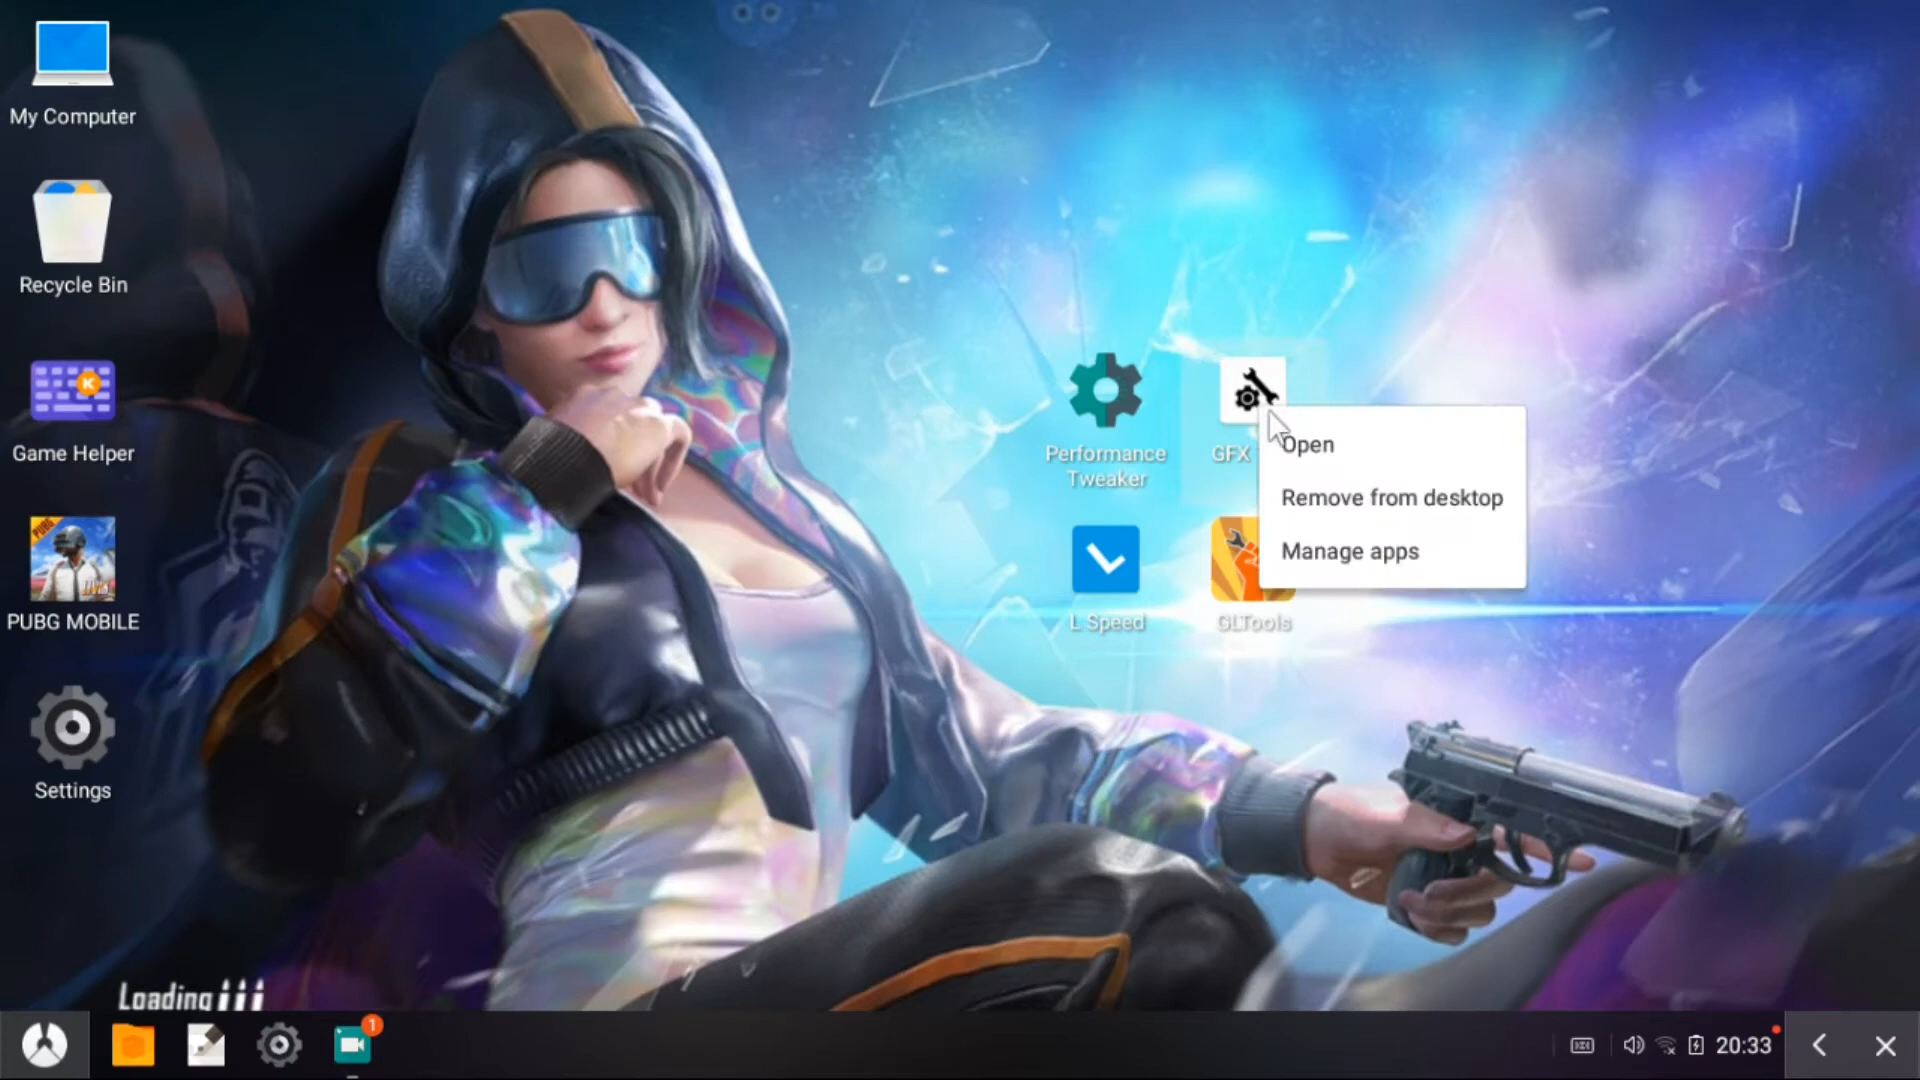 My Computer
Recycle Bin
Game Helper
PUBG MOBILE
Settings
Performance
Tweaker
GFX
L Speed
GLTools
Open
Remove from desktop
Manage apps
Loading
1
20:33